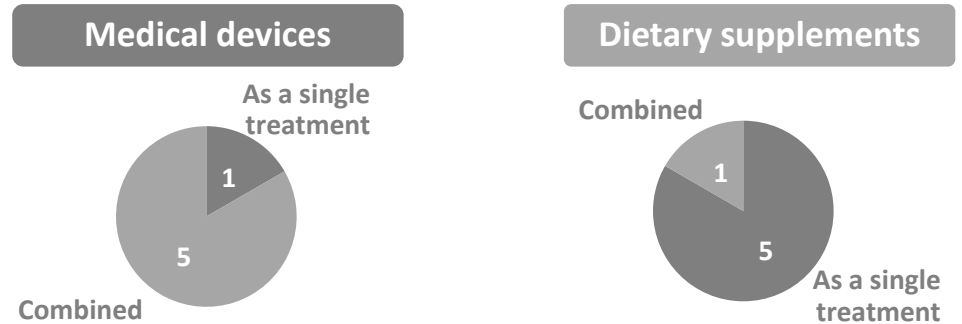 Medical devices
As a single
treatment
1
5
Combined
Dietary supplements
Combined
1
5
As a single
treatment